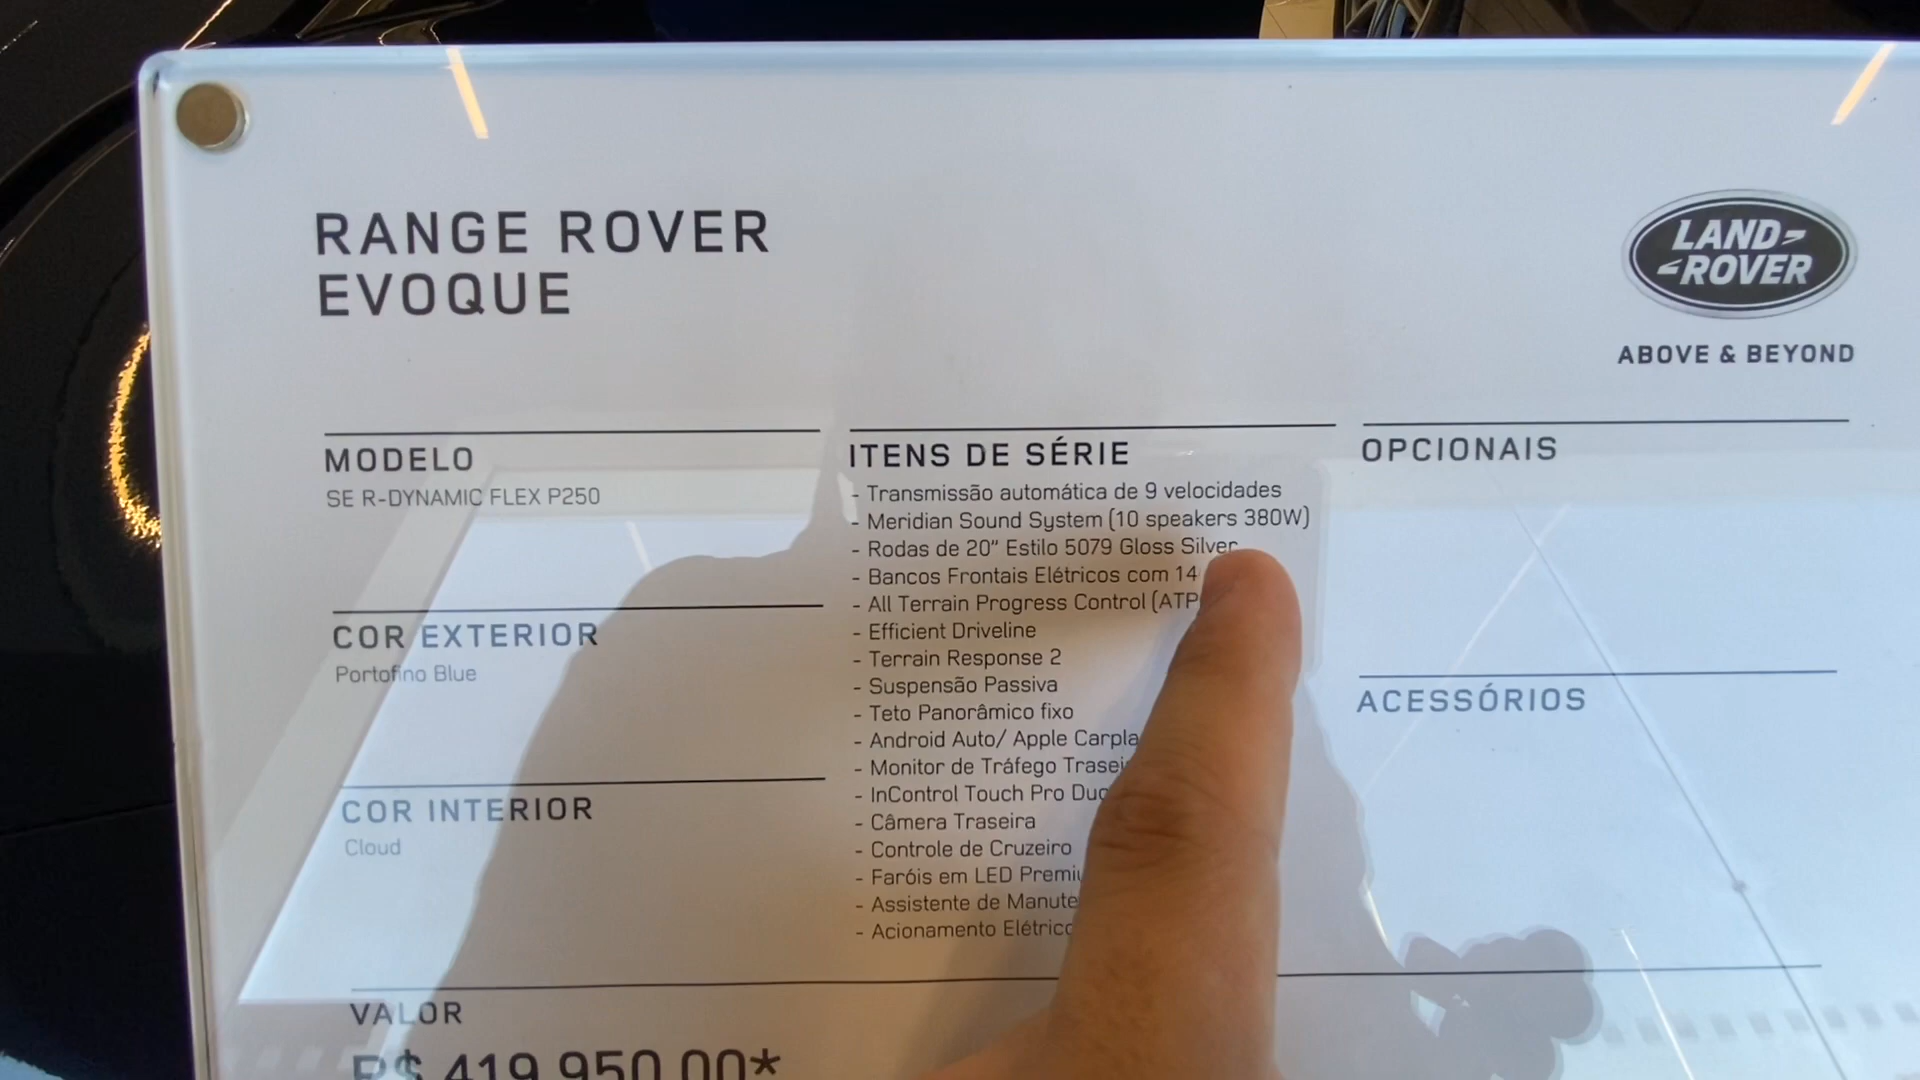 RANGE ROVER
EVOQUE
LAND-
-ROVER
ABOVE & BEYOND
MODELO
SE R-DYNAMIC FLEX P250
COR EXTERIOR
Portofino Blue
COR INTERIOR
Cloud
ITENS DE SÉRIE
- Transmissão automática de 9 velocidades
- Meridian Sound System (10 speakers 380W)
- Rodas de 20" Estilo 5079 Gloss Silver
- Bancos Frontais Elétricos com 14
- All Terrain Progress Control (ATP
- Efficient Driveline
- Terrain Response 2
- Suspensão Passiva
- Teto Panorâmico fixo
- Android Auto/ Apple
- Monitor de Tráfego
- InControl Touch Pro
- Câmera Traseira
- Controle de Cruzeiro
- Faróis em LED
- Assistente de
- Acionamento
OPCIONAIS
ACESSÓRIOS
VALOR
R$ 419.950,00*